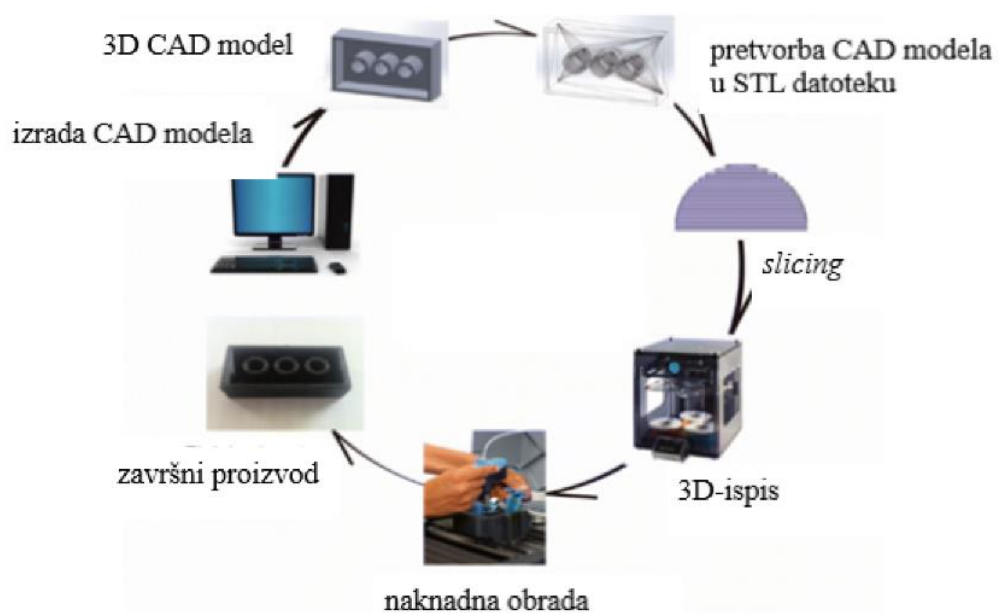 3D CAD model
pretvorba CAD modela
u STL datoteku
izrada CAD modela
slicing
završni proizvod
3D-ispis
naknadna obrada